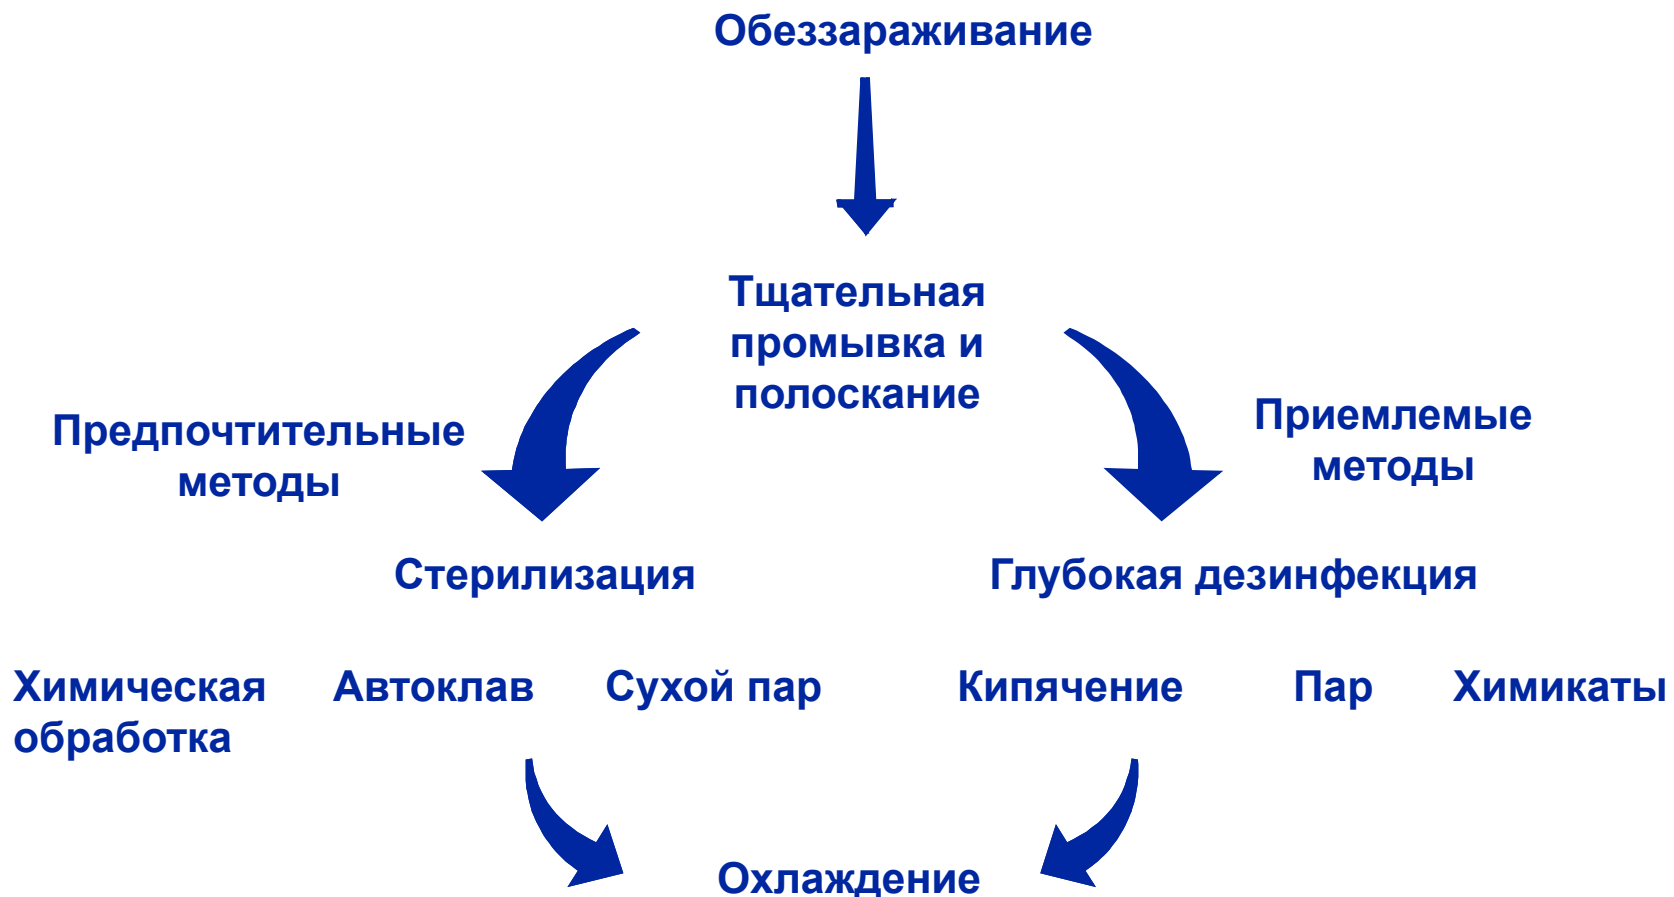 Обеззараживание
Тщательная
промывка и
полоскание
Предпочтительные
методы
Приемлемые
методы
Стерилизация
Глубокая дезинфекция
Химическая
обработка
Автоклав
Сухой пар
Кипячение
Пар
Химикаты
Охлаждение